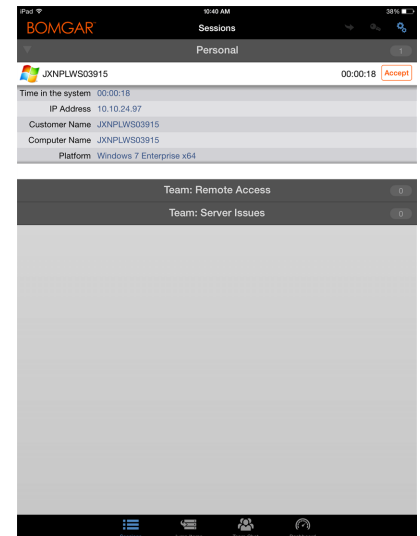 iPad 10:40 AM 38%
BOMGAR Sessions
Personal 1
JXNPLWS03915 00:00:18 Accept
Time in the system 00:00:18
IP Address 10.10.24.97
Customer Name JXNPLWS03915
Computer Name JXNPLWS03915
Platform Windows 7 Enterprise x64
Team: Remote Access 0
Team: Server Issues 0